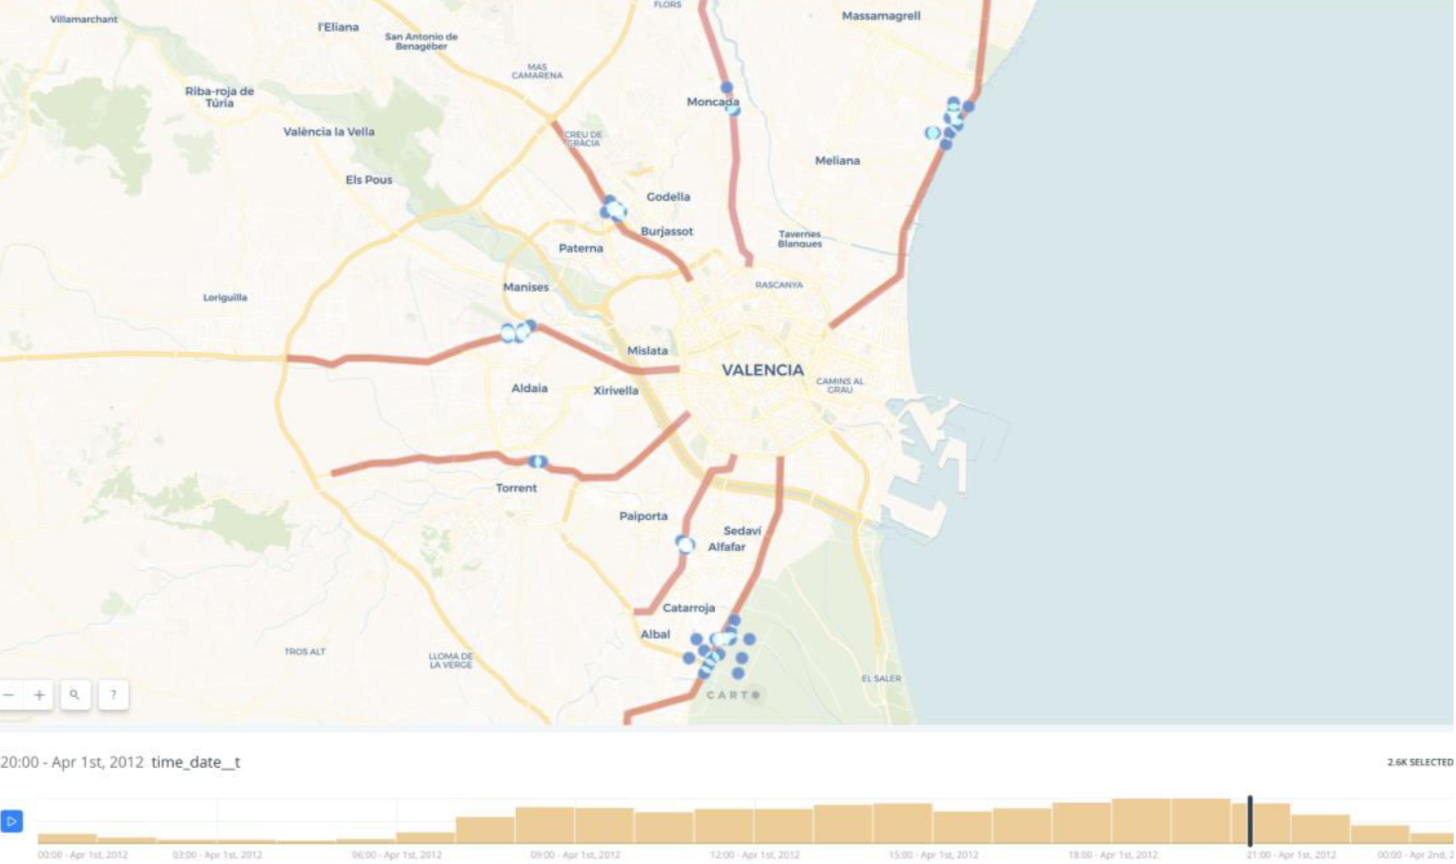 FLORS
Villamarchant
Massamagrell
l'Eliana
San Antonio de
Benagéber
MAS
CAMARENA
Riba-roja de
Túria
Moncada
València la Vella
CREU DE
GRÀCIA
Meliana
Els Pous
Godella
Burjassot
Tavernes
Blanques
Paterna
RASCANYA
Manises
Loriguilla
Mislata
VALENCIA
CAMINS AL
GRAU
Aldaia
Xirivella
Torrent
Paiporta
Sedaví
Alfafar
Catarroja
Albal
TROS ALT
LLOMA DE
LA VERGE
EL SALER
− + ?
CARTO
20:00 - Apr 1st, 2012 time_date__t
2.6K SELECTED
00:00 - Apr 1st, 2012 03:00 - Apr 1st, 2012 06:00 - Apr 1st, 2012 09:00 - Apr 1st, 2012 12:00 - Apr 1st, 2012 15:00 - Apr 1st, 2012 18:00 - Apr 1st, 2012 21:00 - Apr 1st, 2012 00:00 - Apr 2nd, 2